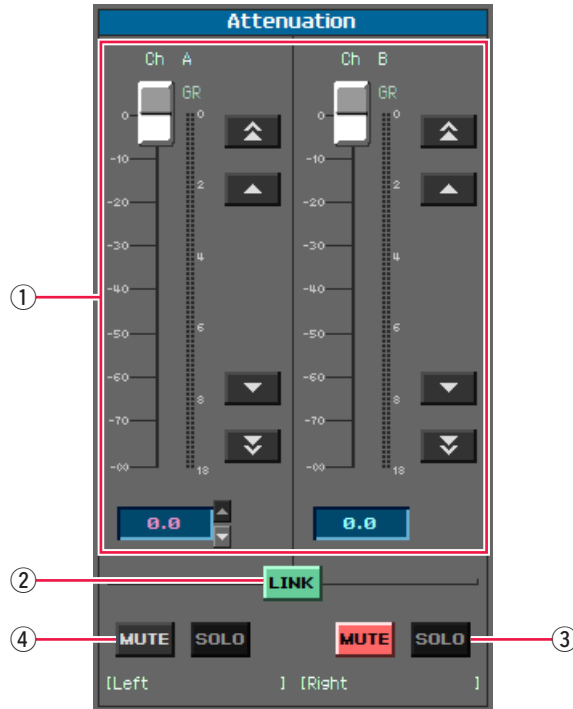 Attenuation
Ch A Ch B
GR GR
0 0 0 0
-10 -10
2 2
-20 -20
-30 -30
4 4
-40 -40
① 
6 6
-50 -50
-60 -60
8 8
-70 -70
-∞ 18 -∞ 18
0.0 0.0
② LINK
④ MUTE SOLO MUTE SOLO ③
[Left ] [Right ]